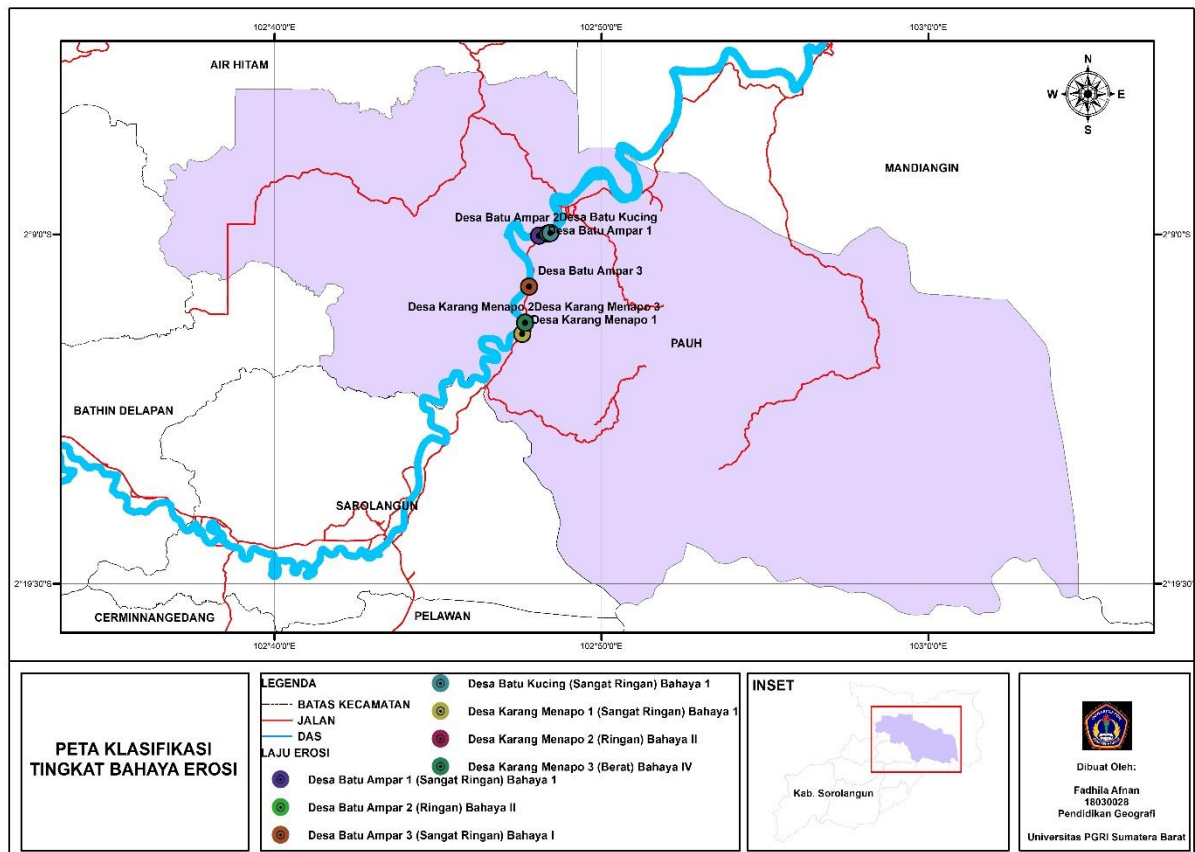 102°40'0"E 102°50'0"E 103°0'0"E
AIR HITAM
N
W E
S
MANDIANGIN
Desa Batu Ampar 2 Desa Batu Kucing
2°9'0"S Desa Batu Ampar 1 2°9'0"S
Desa Batu Ampar 3
Desa Karang Menapo 2 Desa Karang Menapo 3
Desa Karang Menapo 1
PAUH
BATHIN DELAPAN
SAROLANGUN
2°19'30"S 2°19'30"S
CERMINNANGEDANG PELAWAN
102°40'0"E 102°50'0"E 103°0'0"E
PETA KLASIFIKASI
TINGKAT BAHAYA EROSI
LEGENDA
BATAS KECAMATAN
JALAN
DAS
LAJU EROSI
Desa Batu Ampar 1 (Sangat Ringan) Bahaya 1
Desa Batu Ampar 2 (Ringan) Bahaya II
Desa Batu Ampar 3 (Sangat Ringan) Bahaya I
Desa Batu Kucing (Sangat Ringan) Bahaya 1
Desa Karang Menapo 1 (Sangat Ringan) Bahaya 1
Desa Karang Menapo 2 (Ringan) Bahaya II
Desa Karang Menapo 3 (Berat) Bahaya IV
INSET
Kab. Sorolangun
Dibuat Oleh:
Fadhila Afnan
18030028
Pendidikan Geografi
Universitas PGRI Sumatera Barat